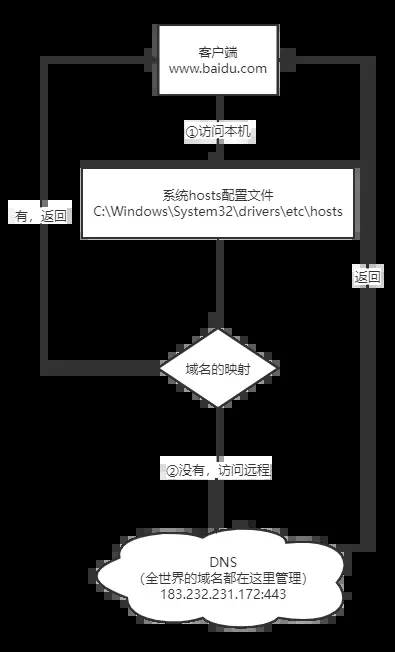 客户端
www.baidu.com
①访问本机
系统hosts配置文件
C:\Windows\System32\drivers\etc\hosts
有，返回
返回
域名的映射
②没有，访问远程
DNS
（全世界的域名都在这里管理）
183.232.231.172:443